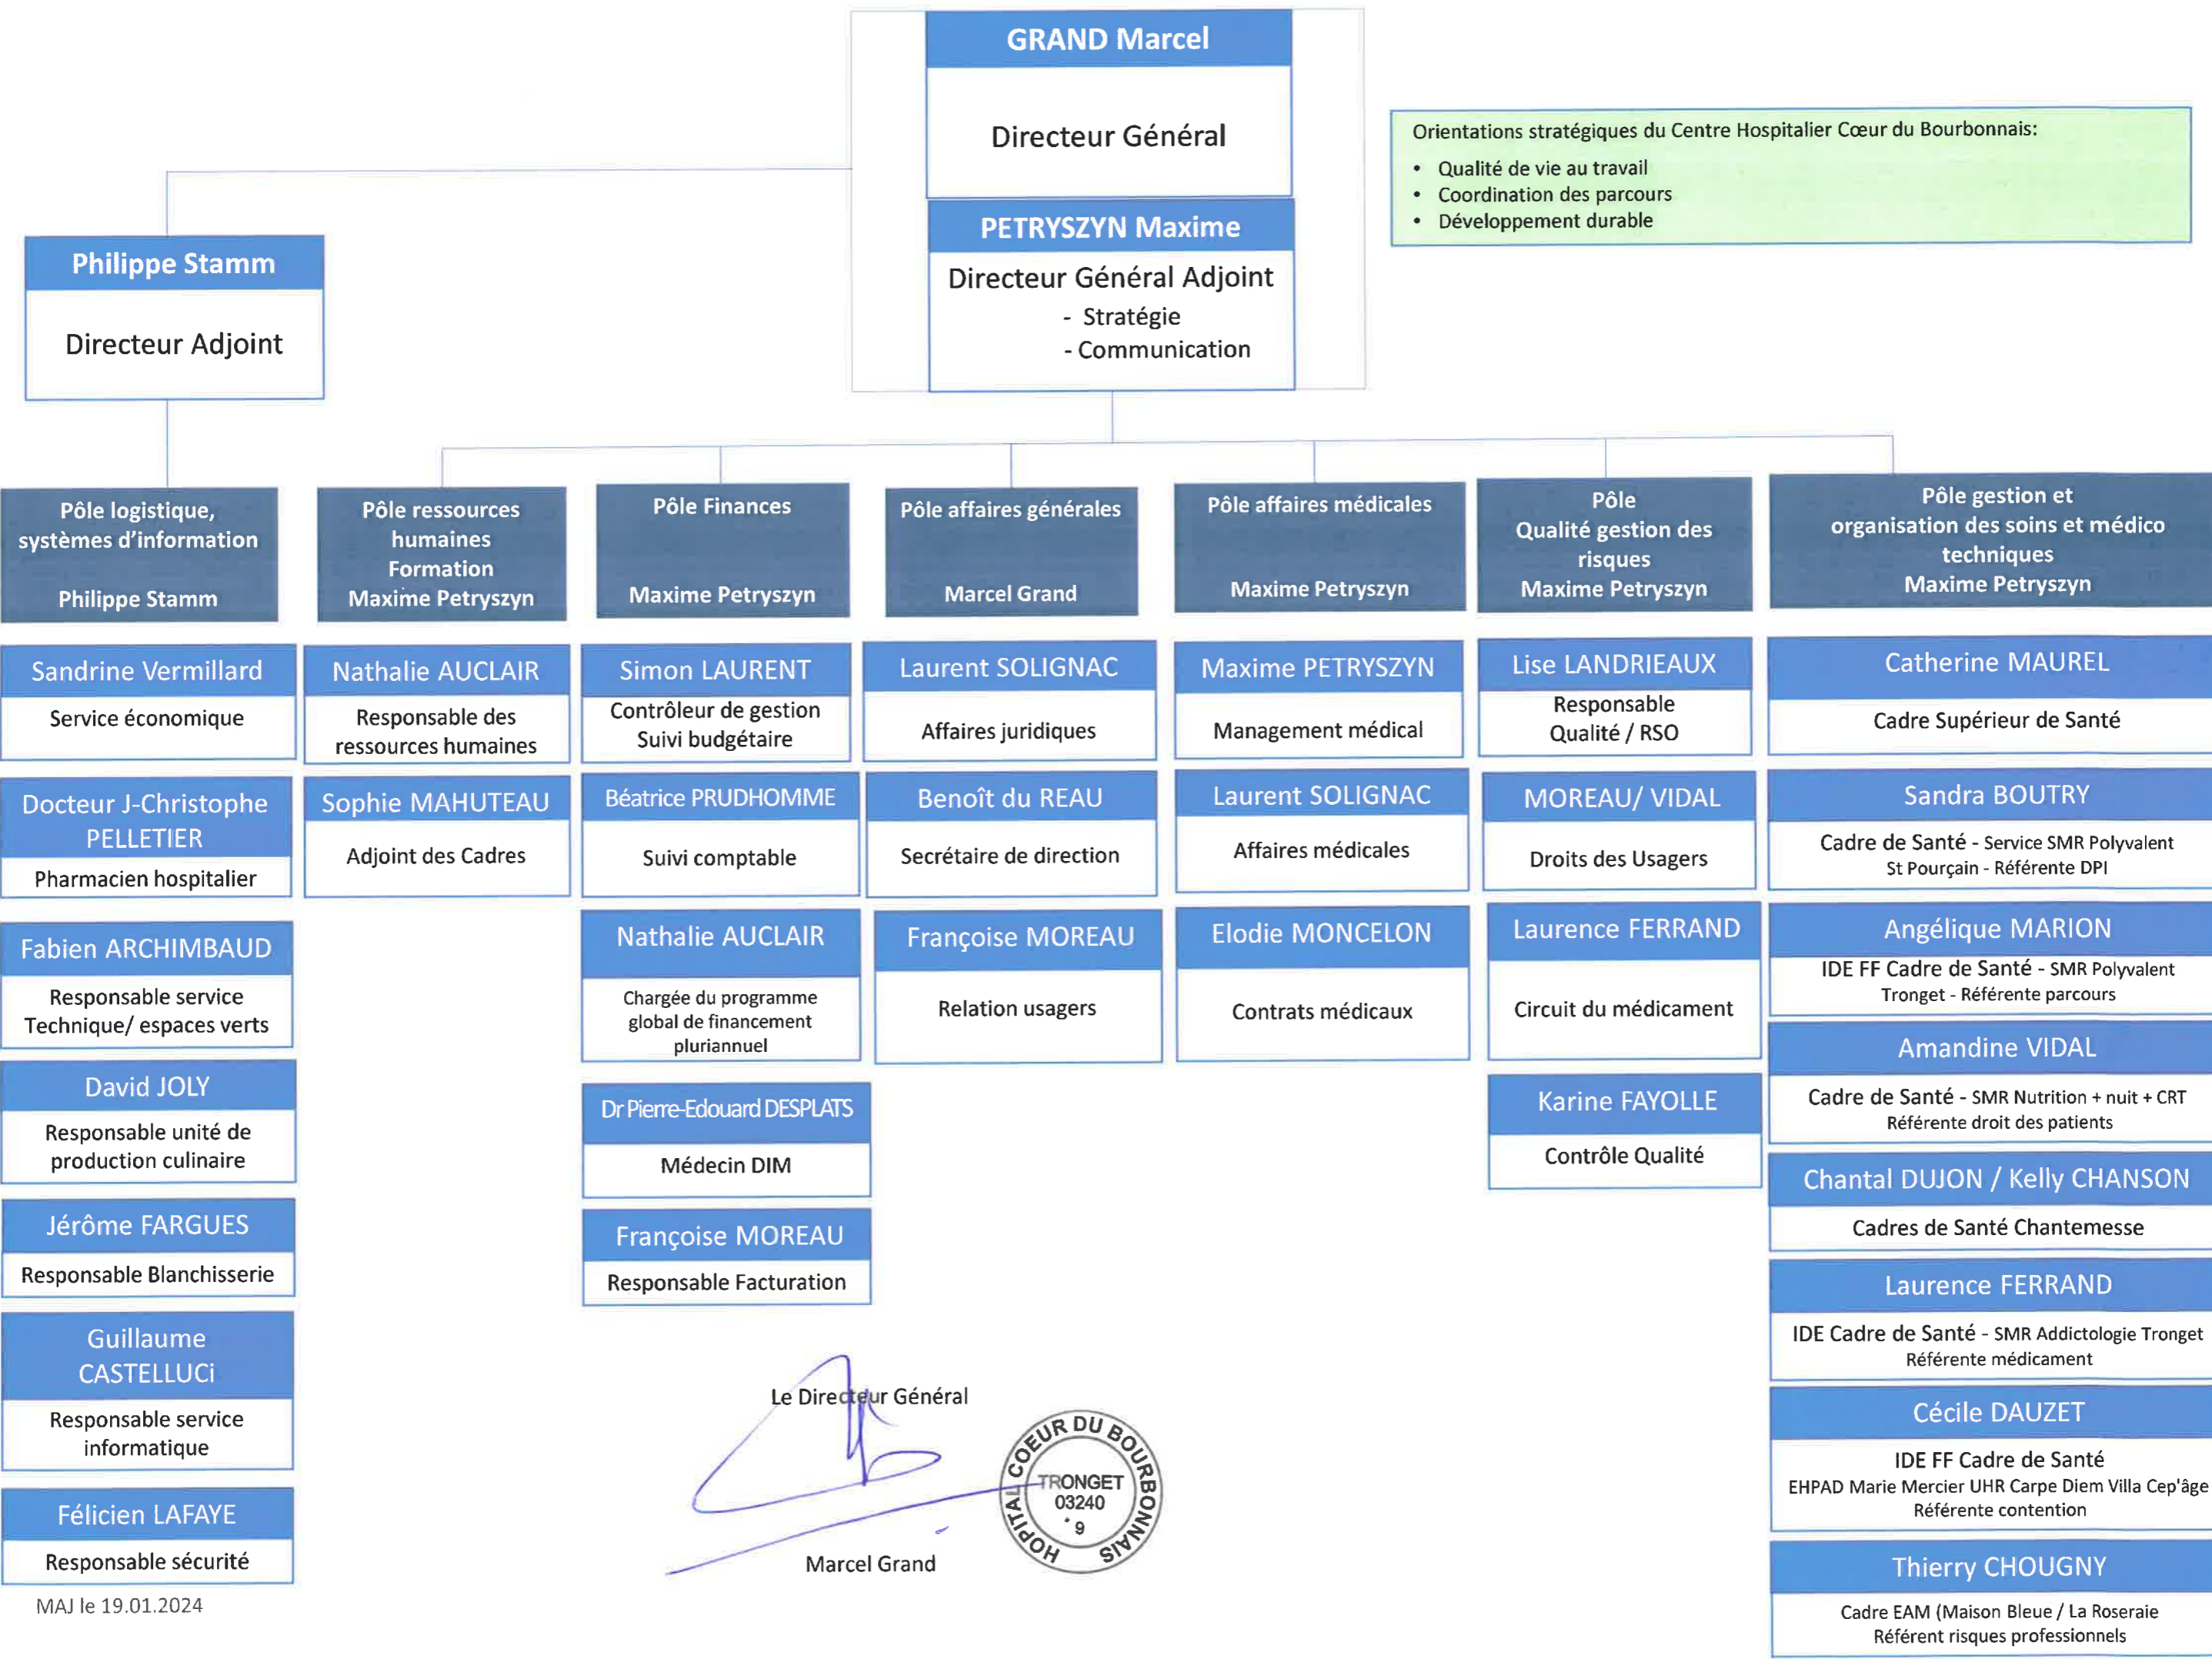 GRAND Marcel
Directeur Général
PETRYSZYN Maxime
Directeur Général Adjoint
- Stratégie
- Communication
Orientations stratégiques du Centre Hospitalier Cœur du Bourbonnais:
• Qualité de vie au travail
• Coordination des parcours
• Développement durable
Philippe Stamm
Directeur Adjoint
Pôle logistique,
systèmes d'information
Philippe Stamm
Sandrine Vermillard
Service économique
Docteur J-Christophe
PELLETIER
Pharmacien hospitalier
Fabien ARCHIMBAUD
Responsable service
Technique/ espaces verts
David JOLY
Responsable unité de
production culinaire
Jérôme FARGUES
Responsable Blanchisserie
Guillaume
CASTELLUCi
Responsable service
informatique
Félicien LAFAYE
Responsable sécurité
Pôle ressources
humaines
Formation
Maxime Petryszyn
Nathalie AUCLAIR
Responsable des
ressources humaines
Sophie MAHUTEAU
Adjoint des Cadres
Pôle Finances
Maxime Petryszyn
Simon LAURENT
Contrôleur de gestion
Suivi budgétaire
Béatrice PRUDHOMME
Suivi comptable
Nathalie AUCLAIR
Chargée du programme
global de financement
pluriannuel
Dr Pierre-Edouard DESPLATS
Médecin DIM
Françoise MOREAU
Responsable Facturation
Pôle affaires générales
Marcel Grand
Laurent SOLIGNAC
Affaires juridiques
Benoît du REAU
Secrétaire de direction
Françoise MOREAU
Relation usagers
Pôle affaires médicales
Maxime Petryszyn
Maxime PETRYSZYN
Management médical
Laurent SOLIGNAC
Affaires médicales
Elodie MONCELON
Contrats médicaux
Pôle
Qualité gestion des
risques
Maxime Petryszyn
Lise LANDRIEAUX
Responsable
Qualité / RSO
MOREAU/ VIDAL
Droits des Usagers
Laurence FERRAND
Circuit du médicament
Karine FAYOLLE
Contrôle Qualité
Pôle gestion et
organisation des soins et médico
techniques
Maxime Petryszyn
Catherine MAUREL
Cadre Supérieur de Santé
Sandra BOUTRY
Cadre de Santé - Service SMR Polyvalent
St Pourçain - Référente DPI
Angélique MARION
IDE FF Cadre de Santé - SMR Polyvalent
Tronget - Référente parcours
Amandine VIDAL
Cadre de Santé - SMR Nutrition + nuit + CRT
Référente droit des patients
Chantal DUJON / Kelly CHANSON
Cadres de Santé Chantemesse
Laurence FERRAND
IDE Cadre de Santé - SMR Addictologie Tronget
Référente médicament
Cécile DAUZET
IDE FF Cadre de Santé
EHPAD Marie Mercier UHR Carpe Diem Villa Cep'âge
Référente contention
Thierry CHOUGNY
Cadre EAM (Maison Bleue / La Roseraie
Référent risques professionnels
Le Directeur Général
HOPITAL COEUR DU BOURBONNAIS
TRONGET
03240
* 9
Marcel Grand
MAJ le 19.01.2024